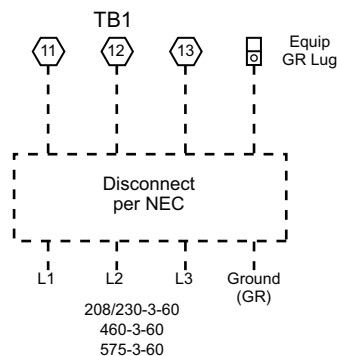 TB1
11 12 13 Equip
GR Lug
Disconnect
per NEC
L1 L2 L3 Ground
(GR)
208/230-3-60
460-3-60
575-3-60